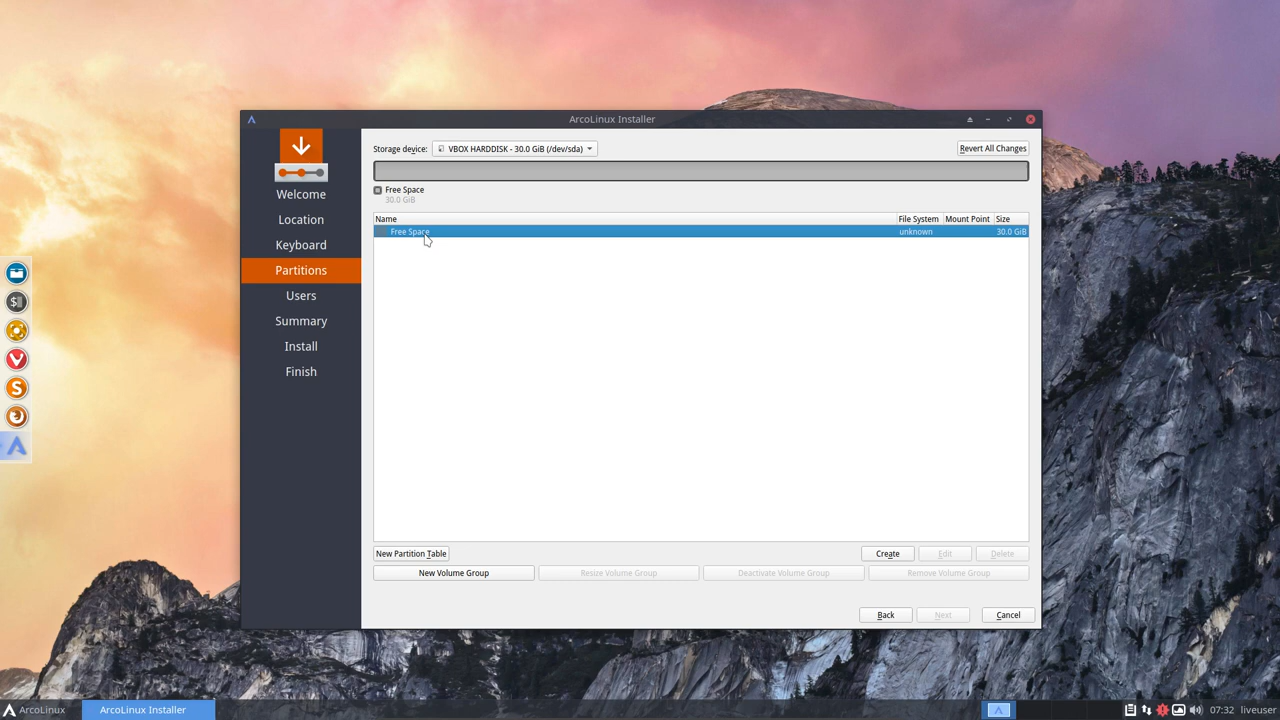 ArcoLinux Installer
Storage device: VBOX HARDDISK - 30.0 GiB (/dev/sda) Revert All Changes
Free Space
30.0 GiB
Welcome
Location
Keyboard
Partitions
Users
Summary
Install
Finish
Name File System Mount Point Size
Free Space unknown 30.0 GiB
New Partition Table Create Edit Delete
New Volume Group Resize Volume Group Deactivate Volume Group Remove Volume Group
Back Next Cancel
ArcoLinux ArcoLinux Installer 07:32 liveuser